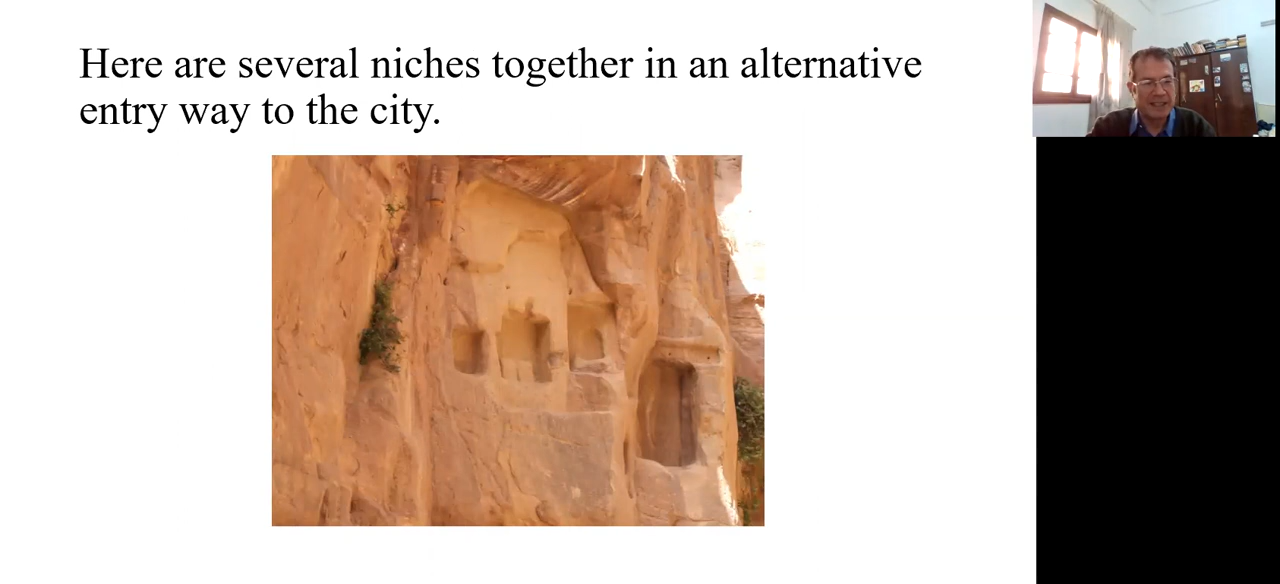 Here are several niches together in an alternative
entry way to the city.